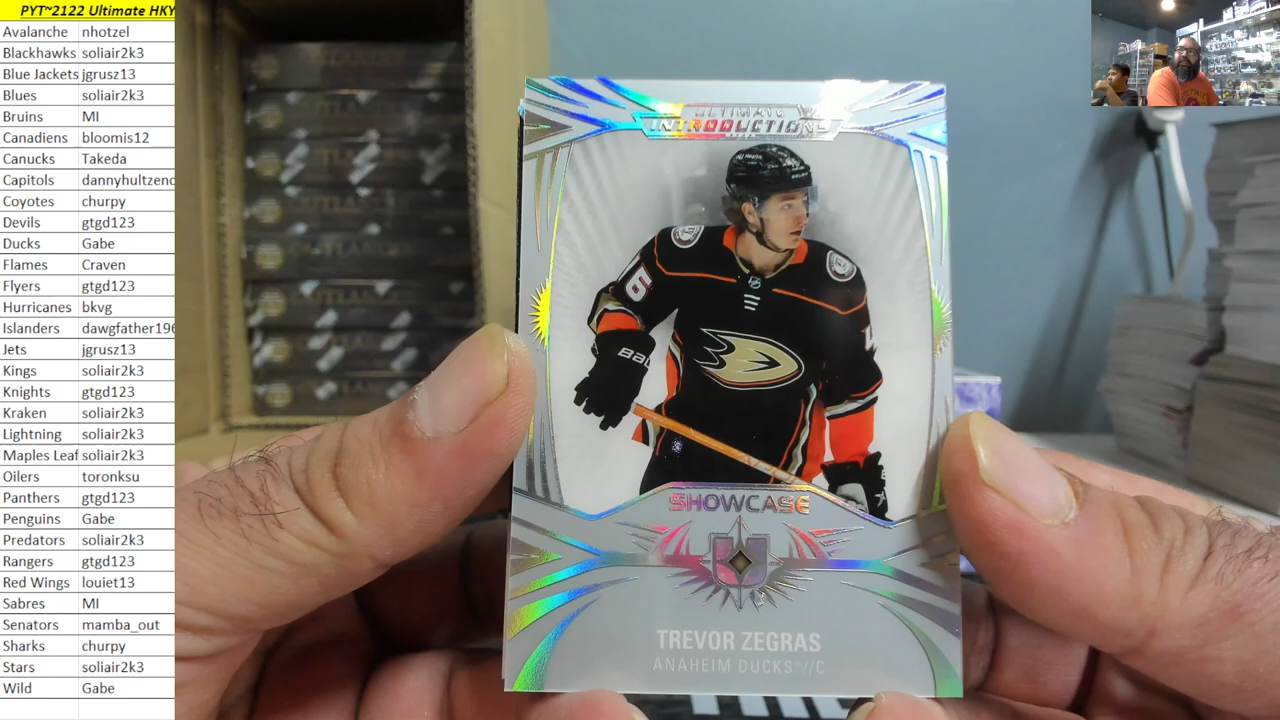 PYT~2122 Ultimate HKY
Avalanche nhotzel
Blackhawks soliair2k3
Blue Jackets jgrusz13
Blues soliair2k3
Bruins MI
Canadiens bloomis12
Canucks Takeda
Capitols dannyhultzenc
Coyotes churpy
Devils gtgd123
Ducks Gabe
Flames Craven
Flyers gtgd123
Hurricanes bkvg
Islanders dawgfather196
Jets jgrusz13
Kings soliair2k3
Knights gtgd123
Kraken soliair2k3
Lightning soliair2k3
Maples Leaf soliair2k3
Oilers toronksu
Panthers gtgd123
Penguins Gabe
Predators soliair2k3
Rangers gtgd123
Red Wings louiet13
Sabres MI
Senators mamba_out
Sharks churpy
Stars soliair2k3
Wild Gabe
ULTIMATE
INTRODUCTIONS
46
SHOWCASE
TREVOR ZEGRAS
ANAHEIM DUCKS®//C